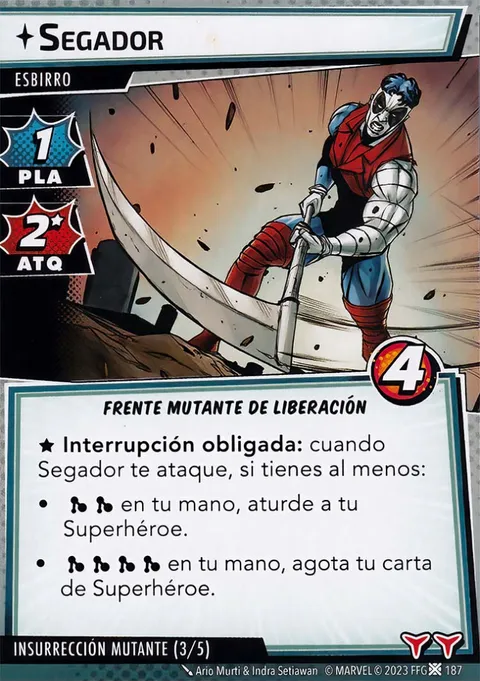 SEGADOR
ESBIRRO
1
PLA
2
ATQ
4
FRENTE MUTANTE DE LIBERACIÓN
★ Interrupción obligada: cuando
Segador te ataque, si tienes al menos:
• en tu mano, aturde a tu
Superhéroe.
• en tu mano, agota tu carta
de Superhéroe.
INSURRECCIÓN MUTANTE (3/5)
Ario Murti & Indra Setiawan © MARVEL © 2023 FFG 187